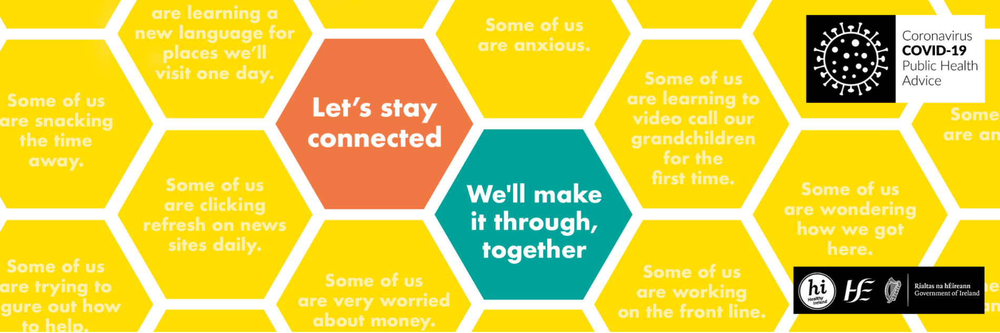 are learning a
new language for
places we'll
visit one day.
Some of us
are snacking
the time
away.
Some of us
are clicking
refresh on news
sites daily.
Some of us
are trying to
gure out how
to help.
Let's stay
connected
Some of us
are very worried
about money.
Some of us
are anxious.
We'll make
it through,
together
Some of us
are learning to
video call our
grandchildren
for the
first time.
Some of us
are working
on the front line.
Some of us
are wondering
how we got
here.
Some
are an
Coronavirus
COVID-19
Public Health
Advice
hi
Healthy
Ireland
HSE
Rialtas na hÉireann
Government of Ireland